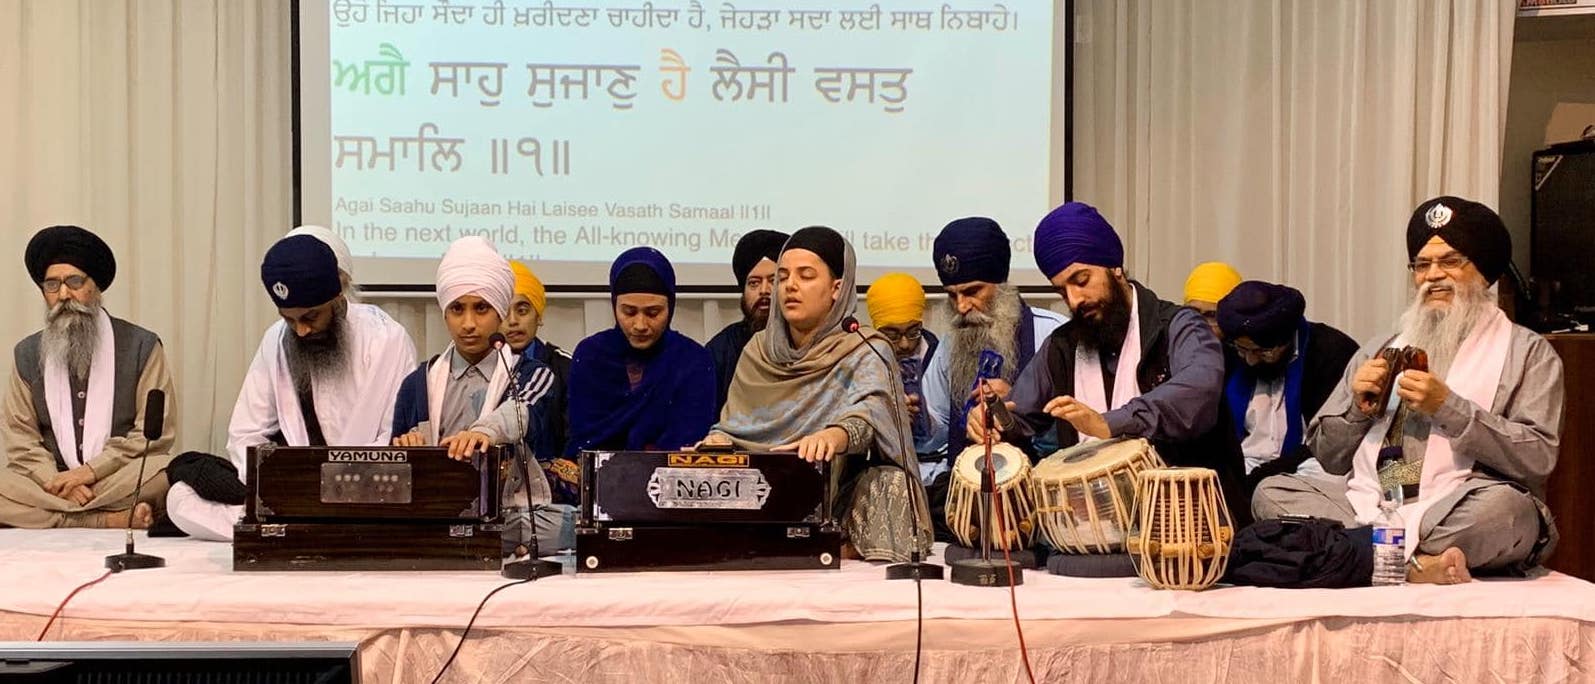 ਉਹੋ ਜਿਹਾ ਸੌਦਾ ਹੀ ਖ਼ਰੀਦਣਾ ਚਾਹੀਦਾ ਹੈ, ਜੇਹੜਾ ਸਦਾ ਲਈ ਸਾਥ ਨਿਬਾਹੇ।
ਅਗੈ ਸਾਹੁ ਸੁਜਾਣੁ ਹੈ ਲੈਸੀ ਵਸਤੁ
ਸਮਾਲਿ ॥੧॥
Agai Saahu Sujaan Hai Laisee Vasath Samaal ||1||
In the next world, the All-knowing take
YAMUNA
NAGI
NAGI